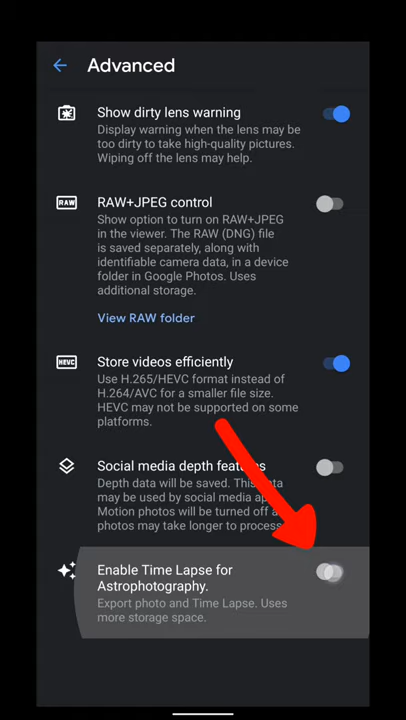 Advanced
Show dirty lens warning
Display warning when the lens may be
too dirty to take high-quality pictures.
Wiping off the lens may help.
RAW
RAW+JPEG control
Show option to turn on RAW+JPEG
in the viewer. The RAW (DNG) file
is saved separately, along with
identifiable camera data, in a device
folder in Google Photos. Uses
additional storage.
View RAW folder
HEVC
Store videos efficiently
Use H.265/HEVC format instead of
H.264/AVC for a smaller file size.
HEVC may not be supported on some
platforms.
Social media depth features
Depth data will be saved. This data
may be used by social media
Motion photos will be turned off
photos may take longer to process.
Enable Time Lapse for
Astrophotography.
Export photo and Time Lapse. Uses
more storage space.